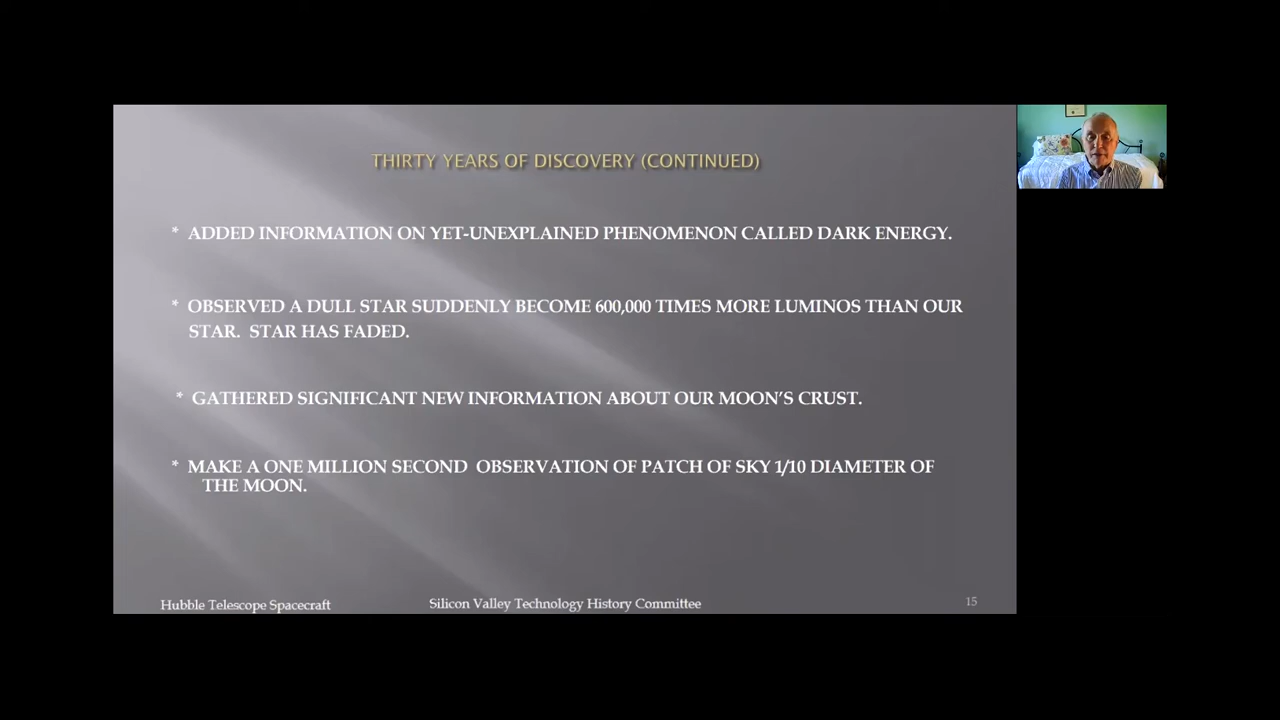 THIRTY YEARS OF DISCOVERY (CONTINUED)
* ADDED INFORMATION ON YET-UNEXPLAINED PHENOMENON CALLED DARK ENERGY.
* OBSERVED A DULL STAR SUDDENLY BECOME 600,000 TIMES MORE LUMINOS THAN OUR
STAR. STAR HAS FADED.
* GATHERED SIGNIFICANT NEW INFORMATION ABOUT OUR MOON'S CRUST.
* MAKE A ONE MILLION SECOND OBSERVATION OF PATCH OF SKY 1/10 DIAMETER OF
THE MOON.
Hubble Telescope Spacecraft
Silicon Valley Technology History Committee
15